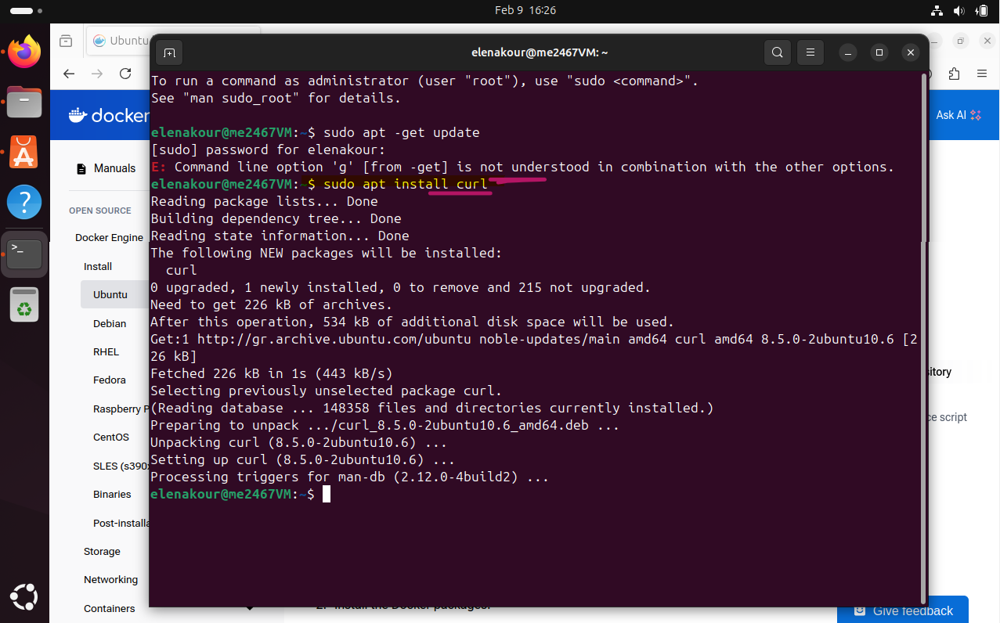 Feb 9 16:26
Ubuntu
elenakour@me2467VM: ~
docker
Ask AI
To run a command as administrator (user "root"), use "sudo <command>".
See "man sudo_root" for details.
elenakour@me2467VM:~$ sudo apt -get update
[sudo] password for elenakour:
E: Command line option 'g' [from -get] is not understood in combination with the other options.
elenakour@me2467VM:~$ sudo apt install curl
Reading package lists... Done
Building dependency tree... Done
Reading state information... Done
The following NEW packages will be installed:
curl
0 upgraded, 1 newly installed, 0 to remove and 215 not upgraded.
Need to get 226 kB of archives.
After this operation, 534 kB of additional disk space will be used.
Get:1 http://gr.archive.ubuntu.com/ubuntu noble-updates/main amd64 curl amd64 8.5.0-2ubuntu10.6 [2
26 kB]
Fetched 226 kB in 1s (443 kB/s)
Selecting previously unselected package curl.
(Reading database ... 148358 files and directories currently installed.)
Preparing to unpack .../curl_8.5.0-2ubuntu10.6_amd64.deb ...
Unpacking curl (8.5.0-2ubuntu10.6) ...
Setting up curl (8.5.0-2ubuntu10.6) ...
Processing triggers for man-db (2.12.0-4build2) ...
elenakour@me2467VM:~$
Manuals
OPEN SOURCE
Docker Engine
Install
Ubuntu
Debian
RHEL
Fedora
Raspberry P
CentOS
SLES (s390
Binaries
Post-installa
Storage
Networking
Containers
sitory
ce script
2. Install the Docker packages.
Give feedback